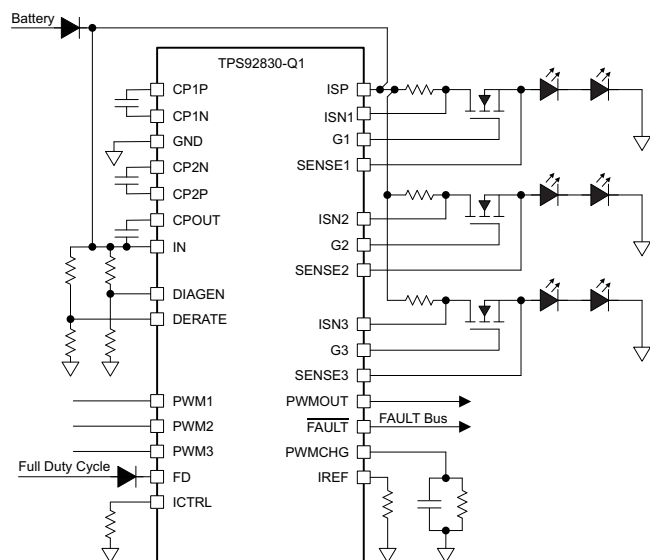 Battery
TPS92830-Q1
CP1P
CP1N
GND
CP2N
CP2P
CPOUT
IN
DIAGEN
DERATE
PWM1
PWM2
PWM3
Full Duty Cycle
FD
ICTRL
ISP
ISN1
G1
SENSE1
ISN2
G2
SENSE2
ISN3
G3
SENSE3
PWMOUT
FAULT
FAULT Bus
PWMCHG
IREF